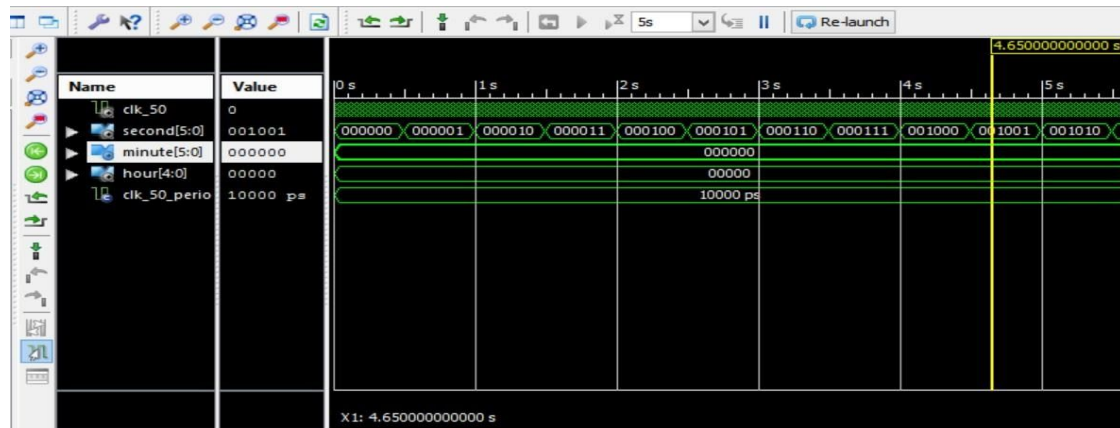 5s Re-launch
4.650000000000 s
Name Value 0 s 1 s 2 s 3 s 4 s 5 s
clk_50 0
second[5:0] 001001 000000 000001 000010 000011 000100 000101 000110 000111 001000 001001 001010
minute[5:0] 000000 000000
hour[4:0] 00000 00000
clk_50_perio 10000 ps 10000 ps
X1: 4.650000000000 s